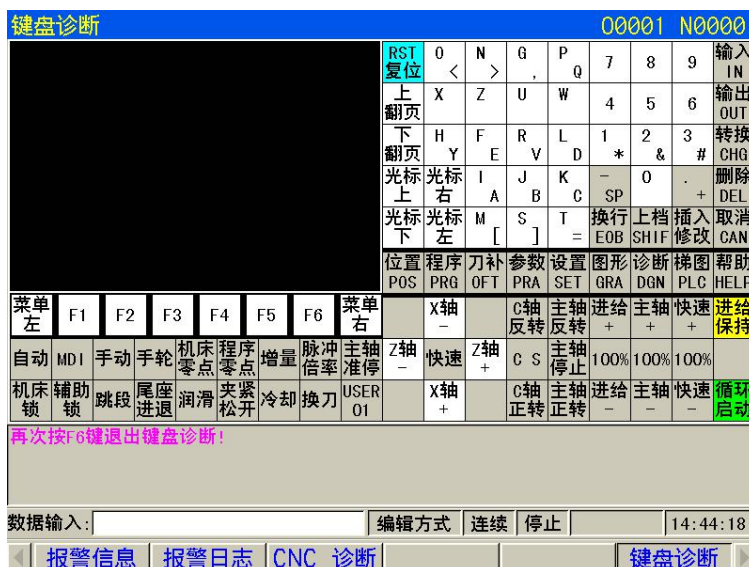 键盘诊断 O0001 N0000
RST 0 N G P 7 8 9 输入
复位 < > , Q IN
上 X Z U W 4 5 6 输出
翻页 OUT
下 H F R L 1 2 3 转换
翻页 Y E V D * & # CHG
光标 光标 I J K - 0 . 删除
上 右 A B C SP + DEL
光标 光标 M S T 换行 上档 插入 取消
下 左 [ ] = EOB SHIF 修改 CAN
位置 程序 刀补 参数 设置 图形 诊断 梯图 帮助
POS PRG OFT PRA SET GRA DGN PLC HELP
菜单 F1 F2 F3 F4 F5 F6 菜单 X轴 C轴 主轴 进给 主轴 快速 进给
左 右 - 反转 反转 + + + 保持
自动 MDI 手动 手轮 机床 程序 增量 脉冲 主轴 Z轴 快速 Z轴 C S 主轴 100% 100% 100%
零点 零点 倍率 准停 - + 停止
机床 辅助 跳段 尾座 润滑 夹紧 冷却 换刀 USER X轴 C轴 主轴 进给 主轴 快速 循环
锁 锁 进退 松开 01 + 正转 正转 - - - 启动
再次按F6键退出键盘诊断!
数据输入: 编辑方式 连续 停止 14:44:18
报警信息 报警日志 CNC 诊断 键盘诊断